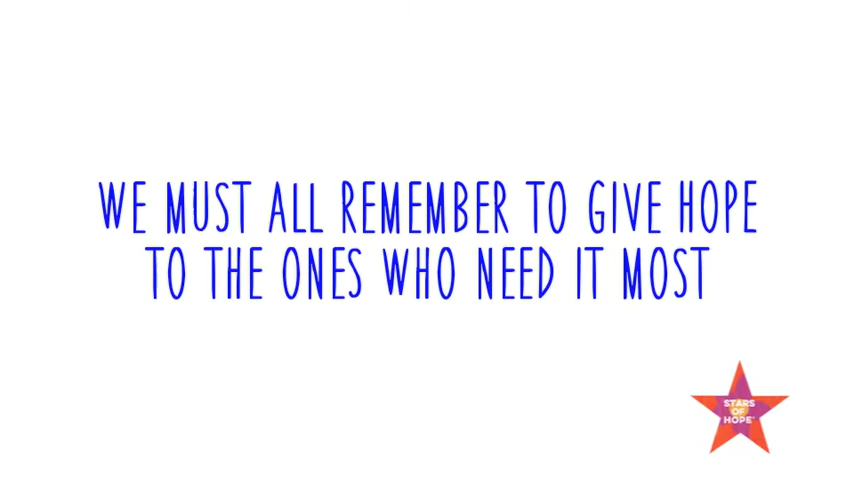 WE MUST ALL REMEMBER TO GIVE HOPE
TO THE ONES WHO NEED IT MOST
STARS
OF
HOPE